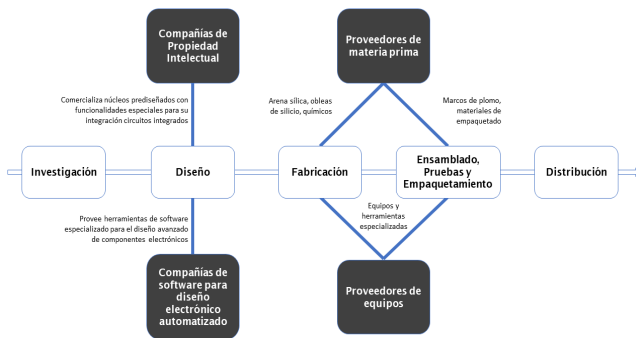 Compañías de
Propiedad
Intelectual
Proveedores de
materia prima
Comercializa núcleos prediseñados con
funcionalidades especiales para su
integración circuitos integrados
Arena sílica, obleas
de silicio, químicos
Marcos de plomo,
materiales de
empaquetado
Investigación
Diseño
Fabricación
Ensamblado,
Pruebas y
Empaquetamiento
Distribución
Provee herramientas de software
especializado para el diseño avanzado
de componentes electrónicos
Equipos y
herramientas
especializadas
Compañías de
software para
diseño
electrónico
automatizado
Proveedores de
equipos